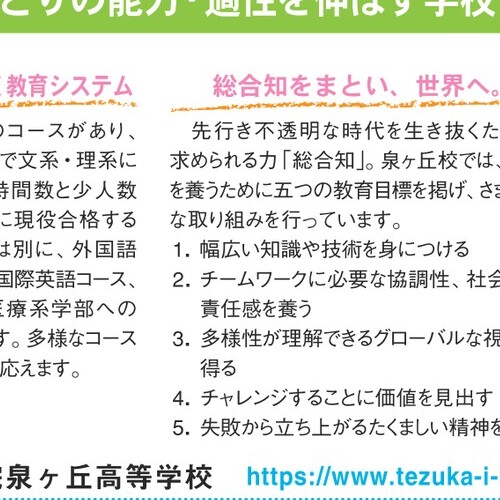 とりの能力・適性を伸ばす学校
教育システム
のコースがあり、
で文系・理系に
時間数と少人数
に現役合格する
は別に、外国語
国際英語コース、
医療系学部への
す。多様なコース
応えます。
総合知をまとい、世界へ。
先行き不透明な時代を生き抜くた
求められる力「総合知」。泉ヶ丘校では、
を養うために五つの教育目標を掲げ、さま
な取り組みを行っています。
1. 幅広い知識や技術を身につける
2. チームワークに必要な協調性、社会
責任感を養う
3. 多様性が理解できるグローバルな視
得る
4. チャレンジすることに価値を見出す
5. 失敗から立ち上がるたくましい精神を
院泉ヶ丘高等学校
https://www.tezuka-i-